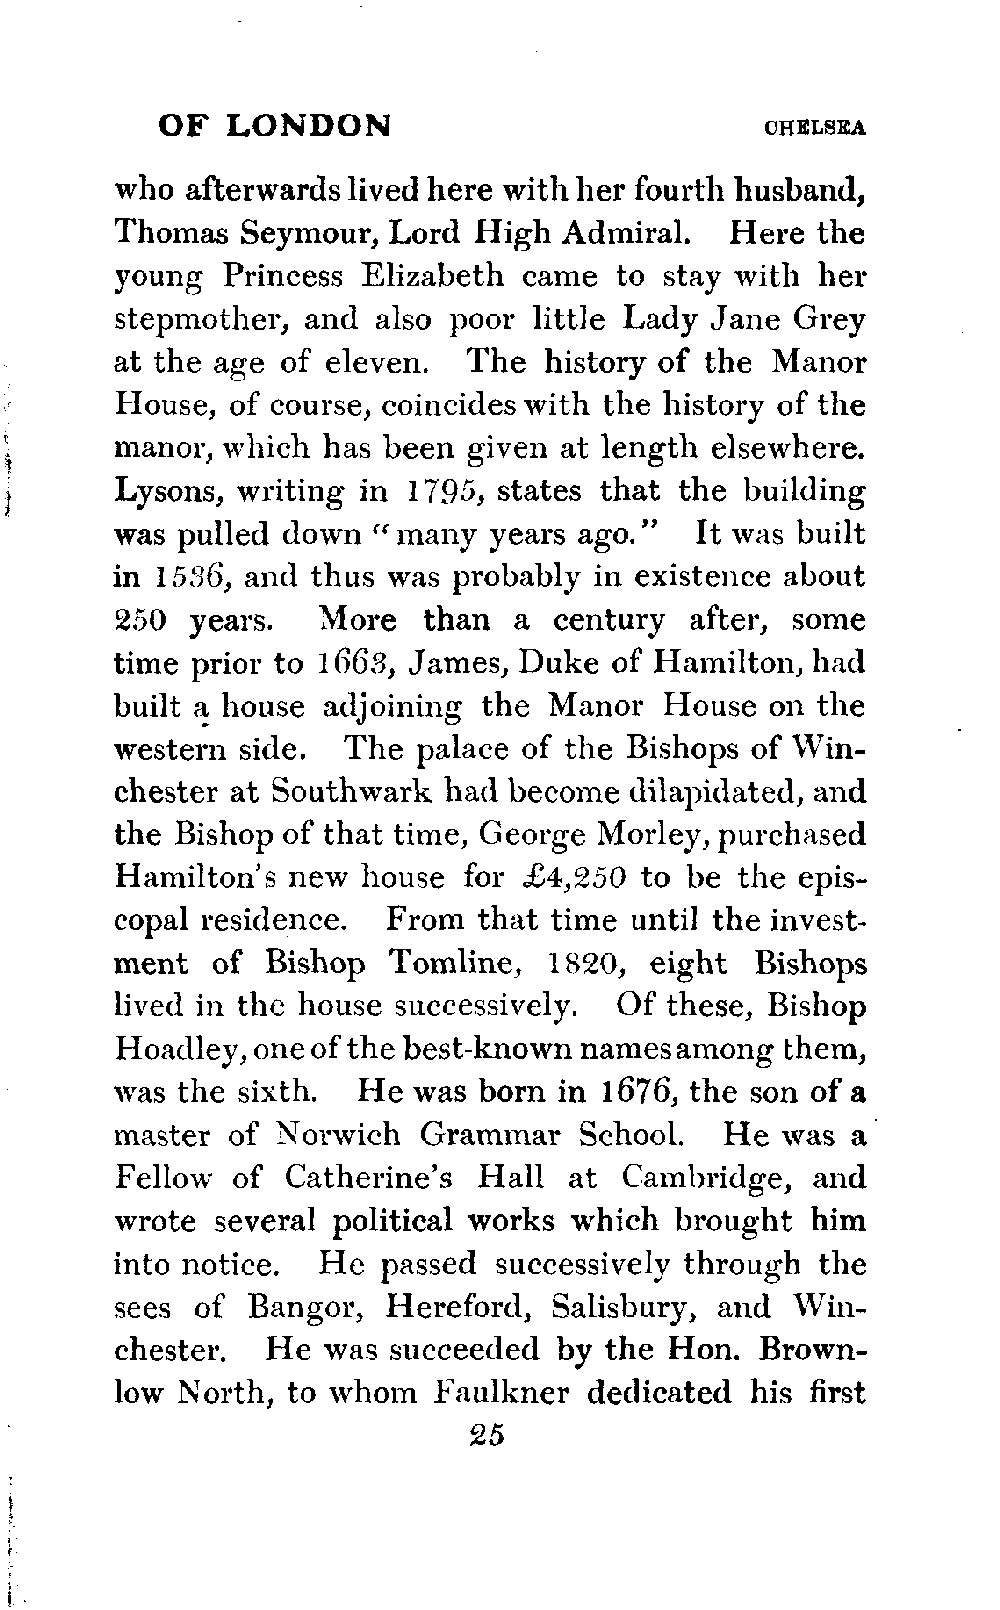 OF LONDON CHELSEA
who afterwards lived here with her fourth husband,
Thomas Seymour, Lord High Admiral. Here the
young Princess Elizabeth came to stay with her
stepmother, and also poor little Lady Jane Grey
at the age of eleven. The history of the Manor
House, of course, coincides with the history of the
manor, which has been given at length elsewhere.
Lysons, writing in 1795, states that the building
was pulled down "many years ago." It was built
in 1536, and thus was probably in existence about
250 years. More than a century after, some
time prior to 1663, James, Duke of Hamilton, had
built a house adjoining the Manor House on the
western side. The palace of the Bishops of Win-
chester at Southwark had become dilapidated, and
the Bishop of that time, George Morley, purchased
Hamilton's new house for £4,250 to be the epis-
copal residence. From that time until the invest-
ment of Bishop Tomline, 1820, eight Bishops
lived in the house successively. Of these, Bishop
Hoadley, one of the best-known names among them,
was the sixth. He was born in 1676, the son of a
master of Norwich Grammar School. He was a
Fellow of Catherine's Hall at Cambridge, and
wrote several political works which brought him
into notice. He passed successively through the
sees of Bangor, Hereford, Salisbury, and Win-
chester. He was succeeded by the Hon. Brown-
low North, to whom Faulkner dedicated his first
25